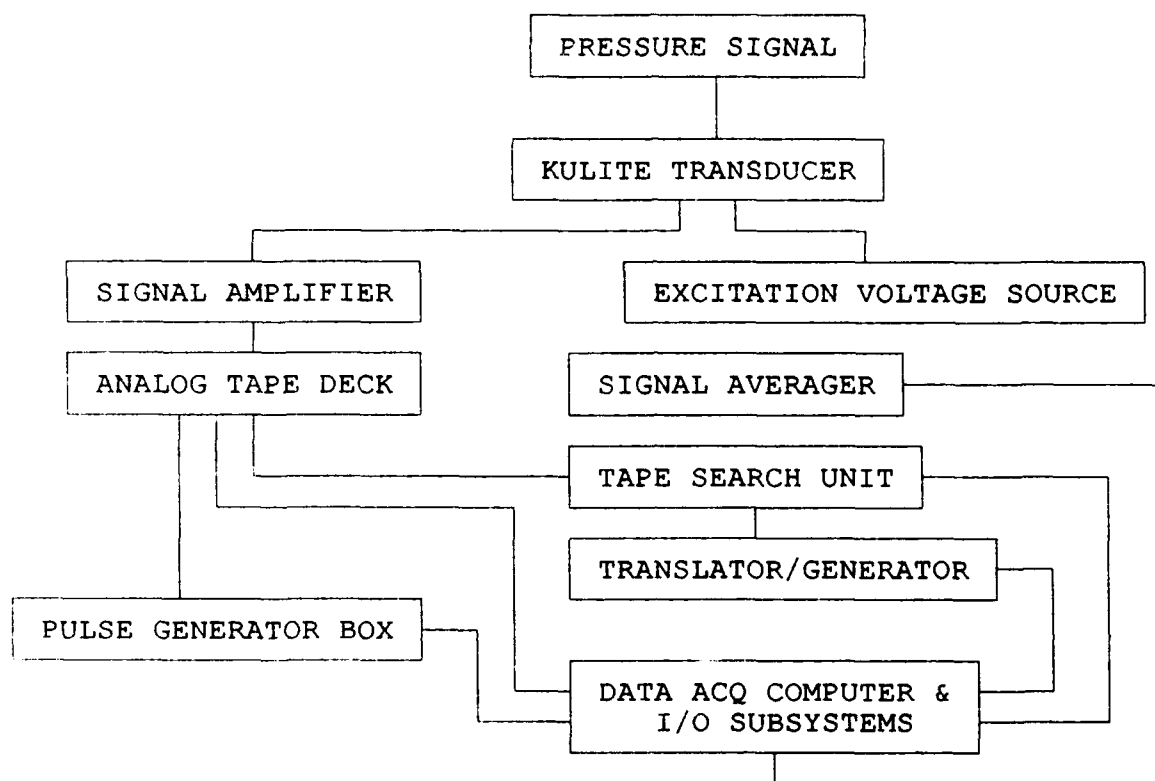 PRESSURE SIGNAL
KULITE TRANSDUCER
SIGNAL AMPLIFIER
EXCITATION VOLTAGE SOURCE
ANALOG TAPE DECK
SIGNAL AVERAGER
TAPE SEARCH UNIT
TRANSLATOR/GENERATOR
PULSE GENERATOR BOX
DATA ACQ COMPUTER &
I/O SUBSYSTEMS